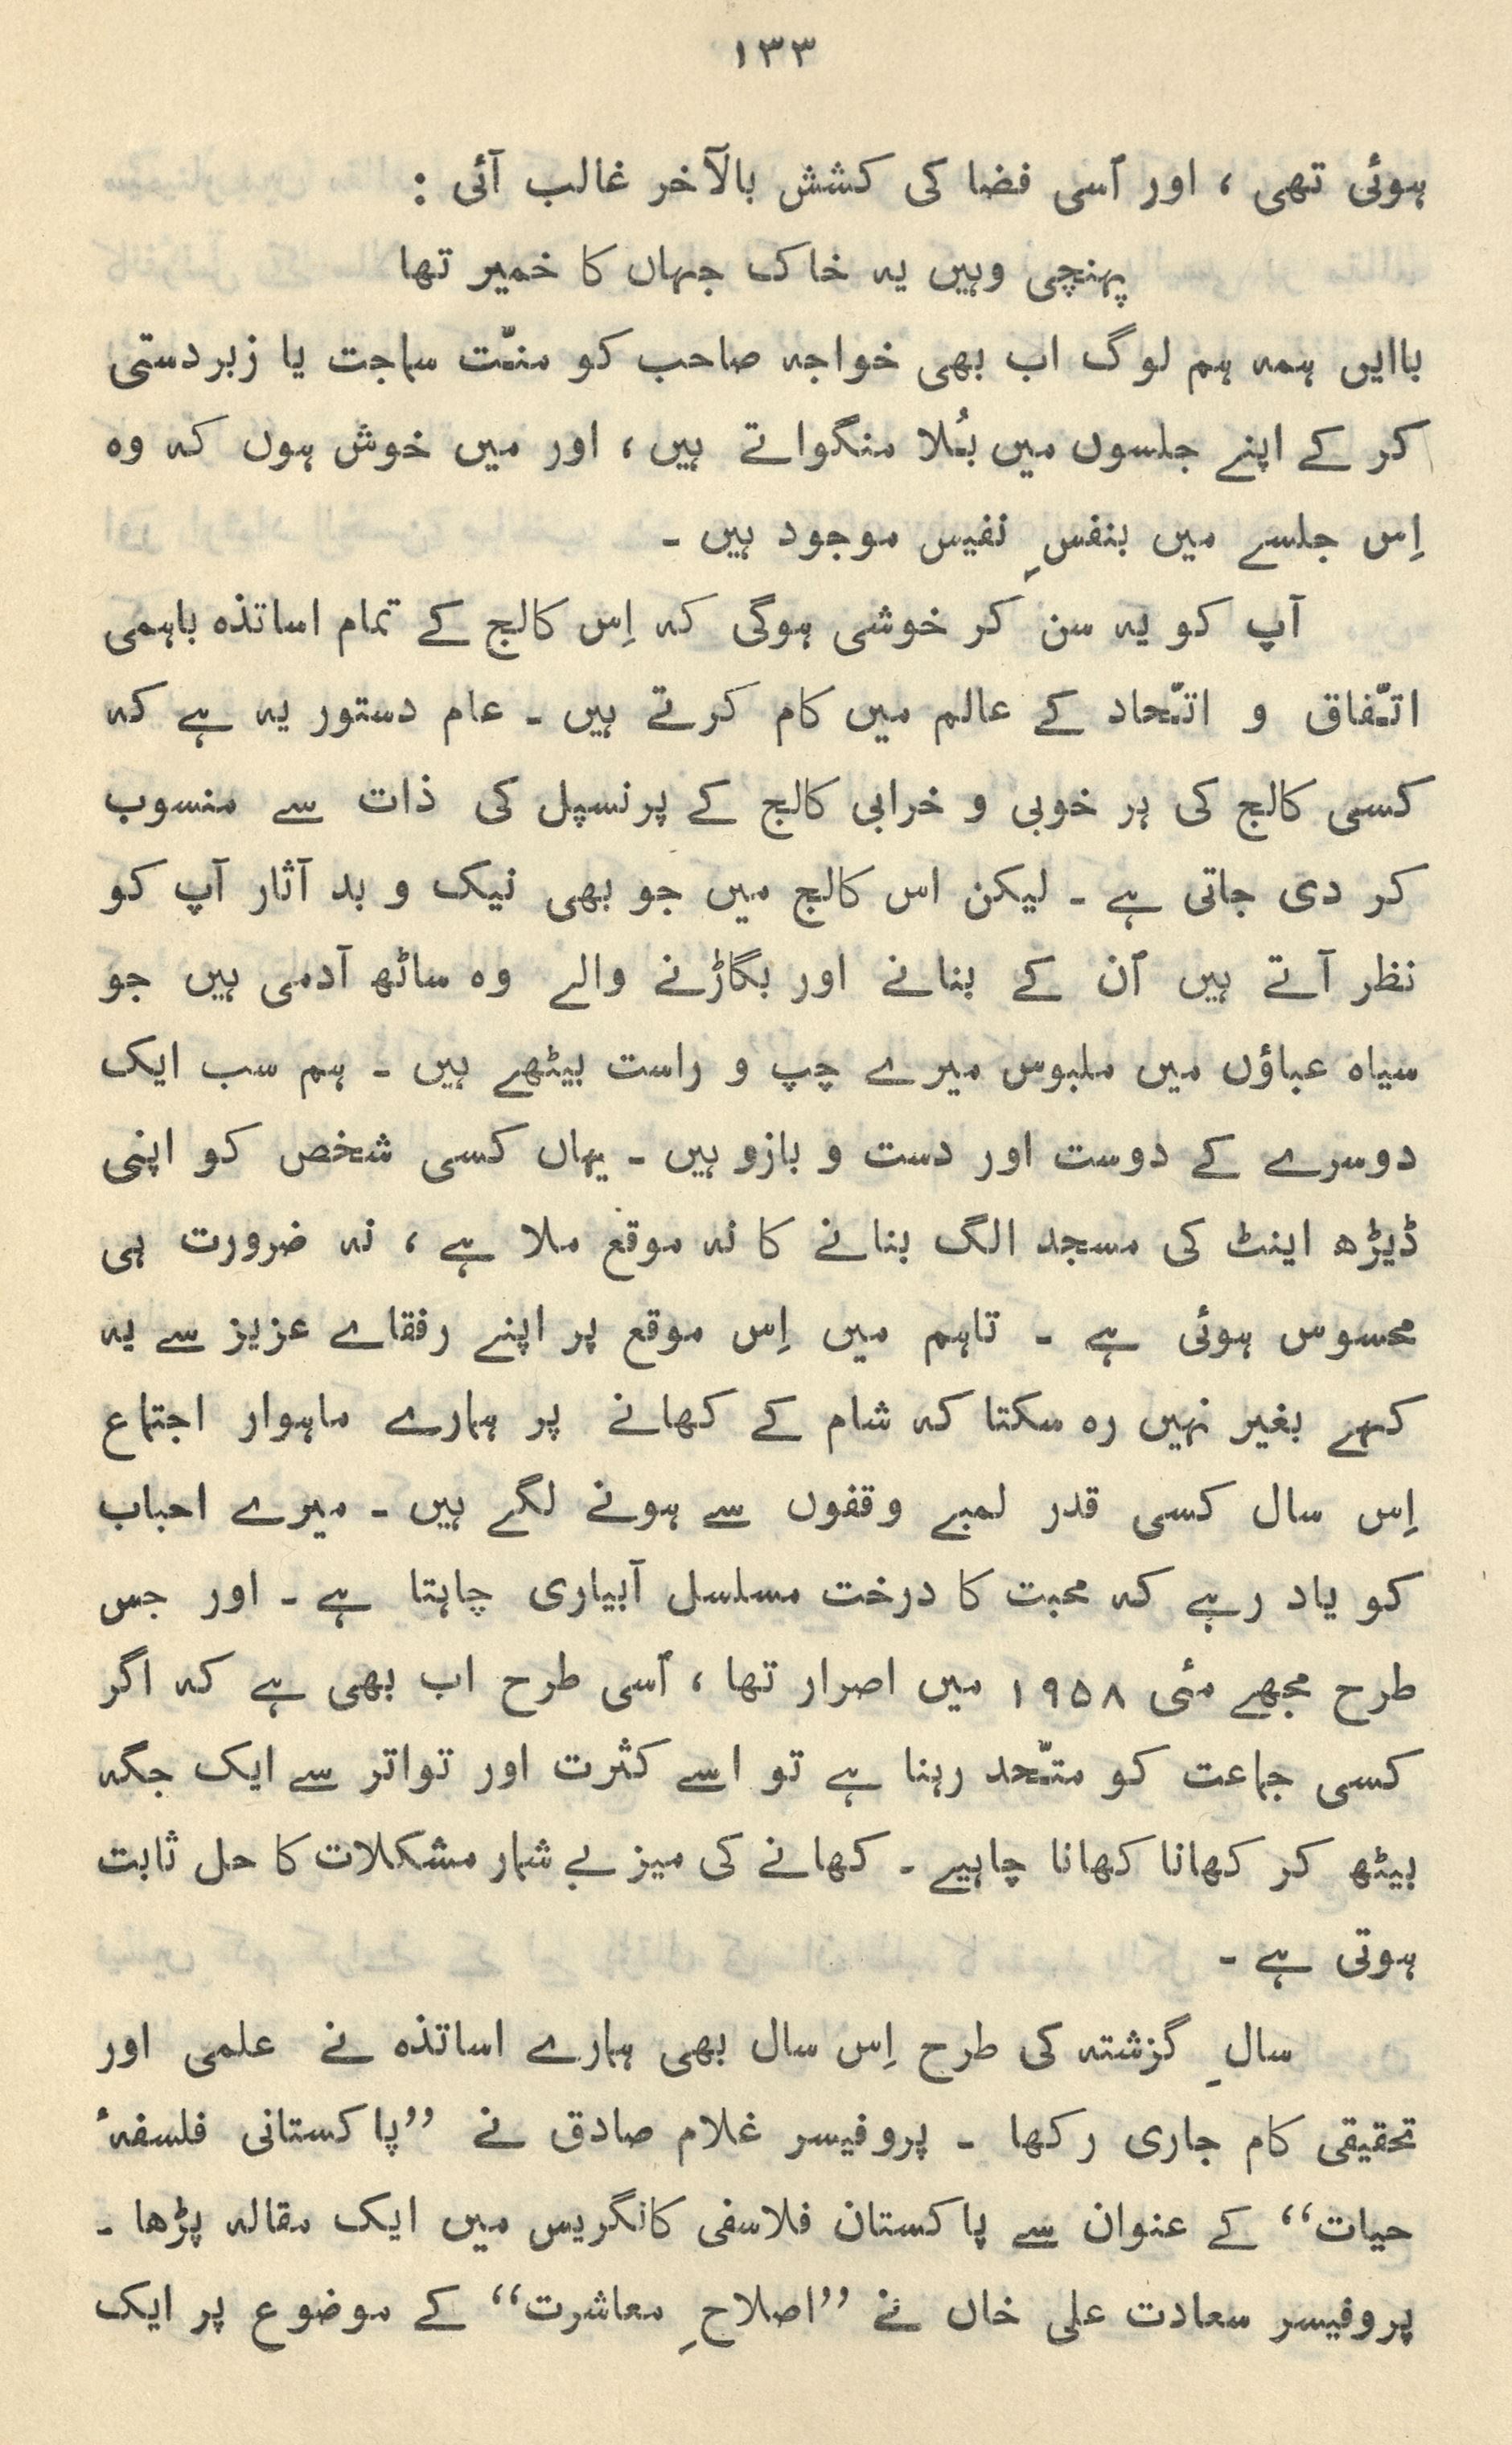 ۱۳۳
ہوئی تھی ، اور اُسی فضا کی کشش بالآخر غالب آئی :
پہنچی وہیں یہ خاک جہاں کا خمیر تھا
باایں ہمہ ہم لوگ اب بھی خواجہ صاحب کو منّت سماجت یا زبردستی
کر کے اپنے جلسوں میں بُلا منگواتے ہیں ، اور میں خوش ہوں کہ وہ
اِس جلسے میں بنفسِ نفیس موجود ہیں ۔
آپ کو یہ سن کر خوشی ہوگی کہ اِس کالج کے تمام اساتذہ باہمی
اتّفاق و اتّحاد کے عالم میں کام کرتے ہیں ۔ عام دستور یہ ہے کہ
کسی کالج کی ہر خوبی و خرابی کالج کے پرنسپل کی ذات سے منسوب
کر دی جاتی ہے ۔ لیکن اس کالج میں جو بھی نیک و بد آثار آپ کو
نظر آتے ہیں اُن کے بنانے اور بگاڑنے والے وہ ساٹھ آدمی ہیں جو
سیاہ عباؤں میں ملبوس میرے چپ و راست بیٹھے ہیں ۔ ہم سب ایک
دوسرے کے دوست اور دست و بازو ہیں ۔ یہاں کسی شخص کو اپنی
ڈیڑھ اینٹ کی مسجد الگ بنانے کا نہ موقع ملا ہے ، نہ ضرورت ہی
محسوس ہوئی ہے ۔ تاہم میں اِس موقع پر اپنے رفقاے عزیز سے یہ
کہے بغیر نہیں رہ سکتا کہ شام کے کھانے پر ہمارے ماہوار اجتماع
اِس سال کسی قدر لمبے وقفوں سے ہونے لگے ہیں ۔ میرے احباب
کو یاد رہے کہ محبت کا درخت مسلسل آبیاری چاہتا ہے ۔ اور جس
طرح مجھے مئی ۱۹۵۸ میں اصرار تھا ، اُسی طرح اب بھی ہے کہ اگر
کسی جماعت کو متّحد رہنا ہے تو اسے کثرت اور تواتر سے ایک جگہ
بیٹھ کر کھانا کھانا چاہیے ۔ کھانے کی میز بے شمار مشکلات کا حل ثابت
ہوتی ہے ۔
سالِ گزشتہ کی طرح اِس سال بھی ہمارے اساتذہ نے علمی اور
تحقیقی کام جاری رکھا ۔ پروفیسر غلام صادق نے ”پاکستانی فلسفۂ
حیات“ کے عنوان سے پاکستان فلاسفی کانگریس میں ایک مقالہ پڑھا ۔
پروفیسر سعادت علی خاں نے ”اصلاحِ معاشرت“ کے موضوع پر ایک